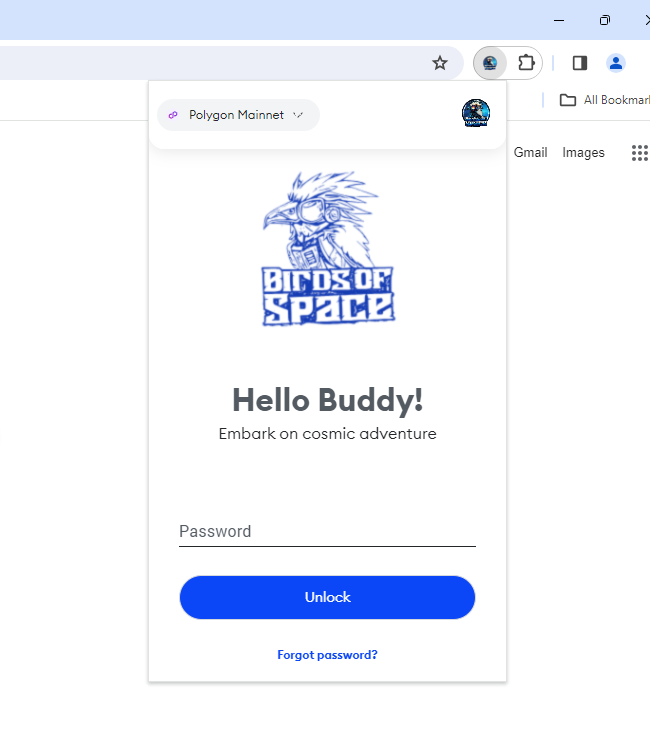 All Bookmar
Polygon Mainnet
Gmail Images
BIRDS OF
SPACE
Hello Buddy!
Embark on cosmic adventure
Password
Unlock
Forgot password?